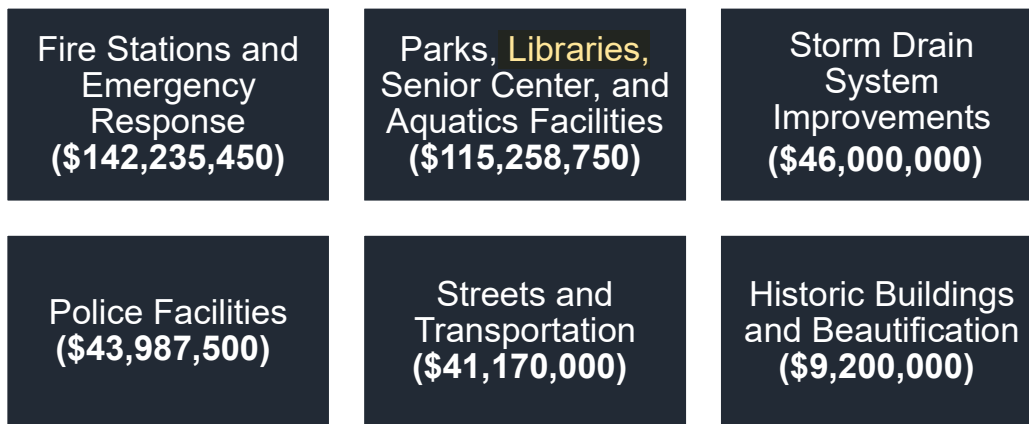 Fire Stations and
Emergency
Response
($142,235,450)
Parks, Libraries,
Senior Center, and
Aquatics Facilities
($115,258,750)
Storm Drain
System
Improvements
($46,000,000)
Police Facilities
($43,987,500)
Streets and
Transportation
($41,170,000)
Historic Buildings
and Beautification
($9,200,000)